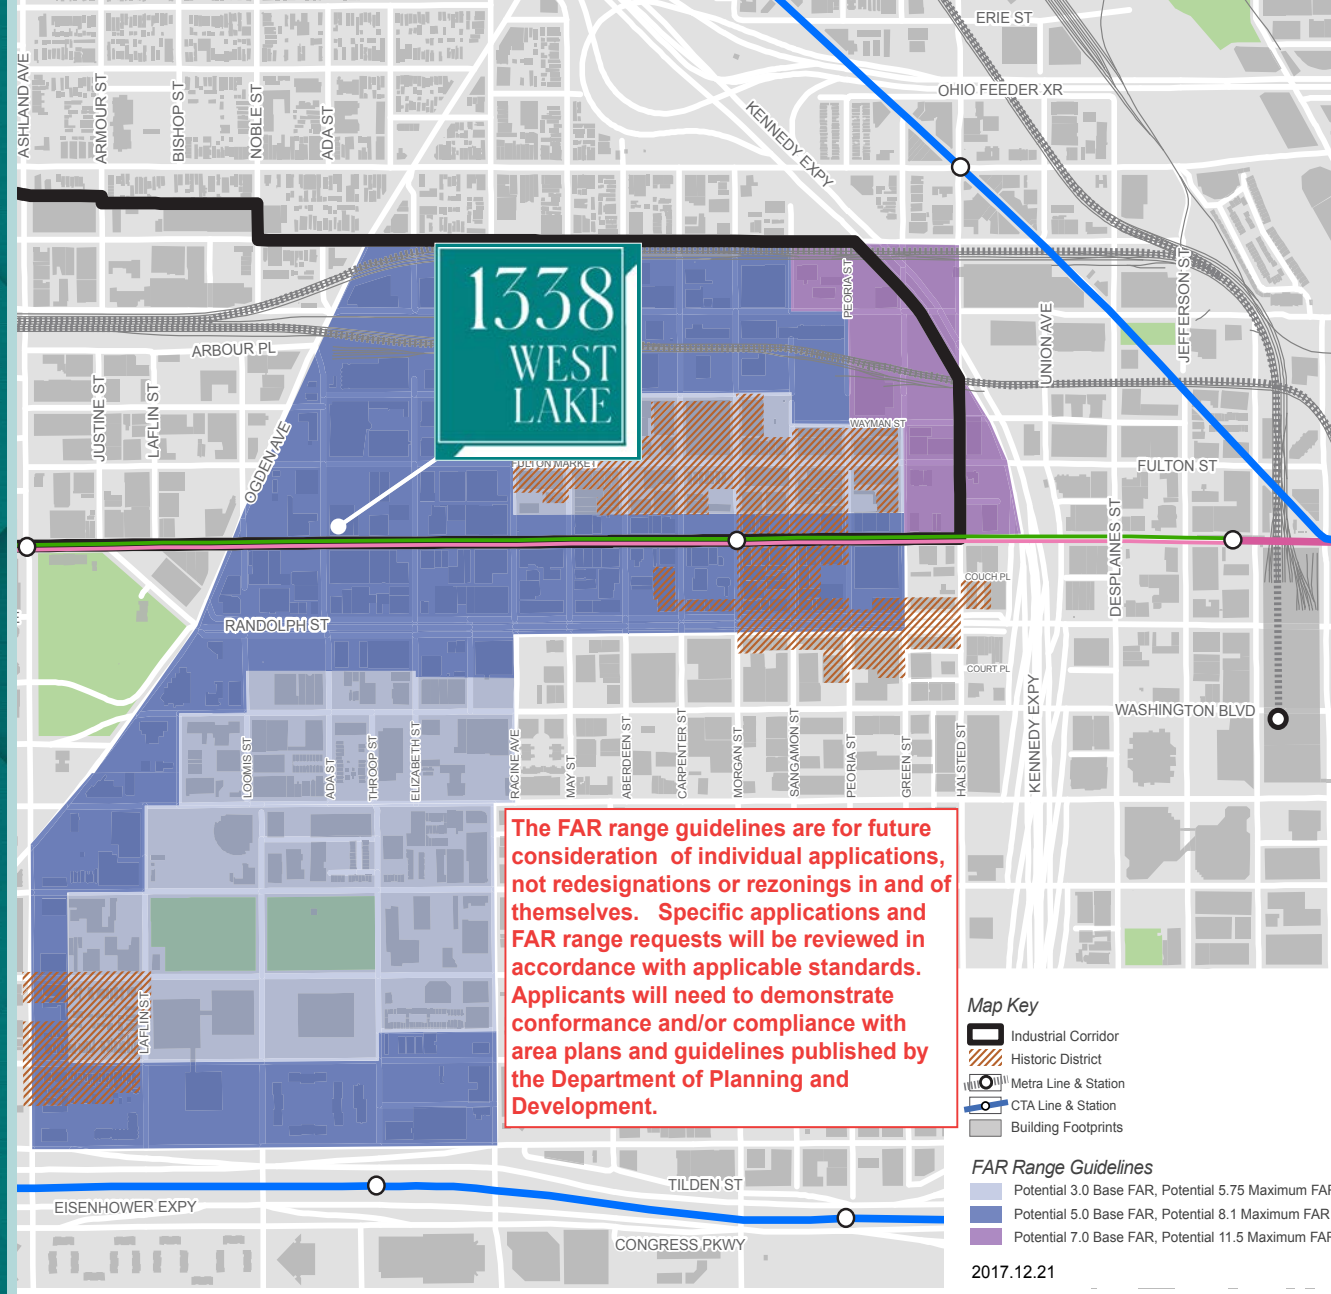 ERIE ST
OHIO FEEDER XR
KENNEDY EXPY
ASHLAND AVE
ARMOUR ST
BISHOP ST
NOBLE ST
ADA ST
1338
WEST
LAKE
PEORIA ST
UNION AVE
JEFFERSON ST
ARBOUR PL
JUSTINE ST
LAFLIN ST
OGDEN AVE
WAYMAN ST
FULTON MARKET
FULTON ST
DESPLAINES ST
COUCH PL
RANDOLPH ST
COURT PL
KENNEDY EXPY
WASHINGTON BLVD
LOOMIS ST
ADA ST
THROOP ST
ELIZABETH ST
RACINE AVE
MAY ST
ABERDEEN ST
CARPENTER ST
MORGAN ST
SANGAMON ST
PEORIA ST
GREEN ST
HALSTED ST
The FAR range guidelines are for future
consideration of individual applications,
not redesignations or rezonings in and of
themselves. Specific applications and
FAR range requests will be reviewed in
accordance with applicable standards.
Applicants will need to demonstrate
conformance and/or compliance with
area plans and guidelines published by
the Department of Planning and
Development.
LAFLIN ST
Map Key
Industrial Corridor
Historic District
Metra Line & Station
CTA Line & Station
Building Footprints
FAR Range Guidelines
Potential 3.0 Base FAR, Potential 5.75 Maximum FAR
Potential 5.0 Base FAR, Potential 8.1 Maximum FAR
Potential 7.0 Base FAR, Potential 11.5 Maximum FAR
2017.12.21
TILDEN ST
EISENHOWER EXPY
CONGRESS PKWY